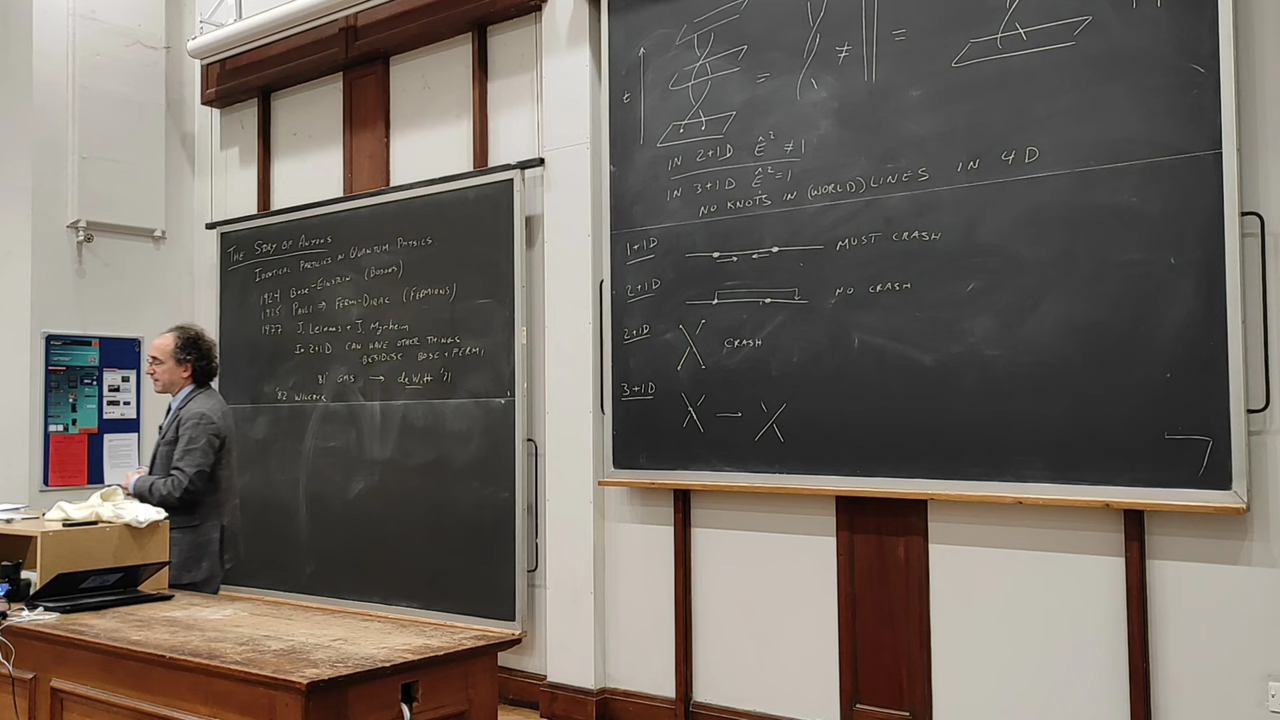 THE STORY OF ANYONS
IDENTICAL PARTICLES IN QUANTUM PHYSICS
1924 BOSE-EINSTEIN (BOSONS)
1925 PAULI ⇒ FERMI-DIRAC (FERMIONS)
1977 J. Leinaas + J. Myrheim
IN 2+1D CAN HAVE OTHER THINGS
BESIDESC BOSE + FERMI
81' GAS → deWitt '71
'82 WILCZEK
t
= ≠ =
IN 2+1D Ê² ≠ 1
IN 3+1D Ê² = 1
NO KNOTS IN (WORLD)LINES IN 4D
1+1D MUST CRASH
2+1D NO CRASH
2+1D CRASH
3+1D →